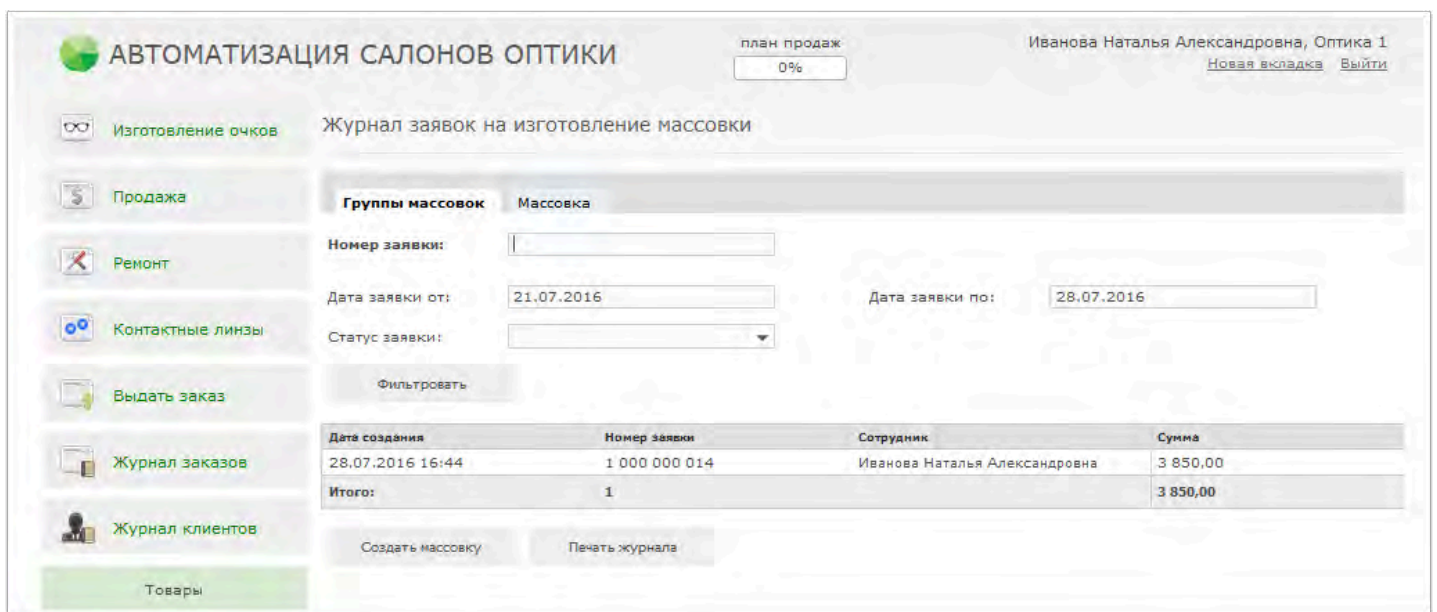 АВТОМАТИЗАЦИЯ САЛОНОВ ОПТИКИ
план продаж
0%
Иванова Наталья Александровна, Оптика 1
Новая вкладка Выйти
Изготовление очков
Продажа
Ремонт
Контактные линзы
Выдать заказ
Журнал заказов
Журнал клиентов
Товары
Журнал заявок на изготовление массовки
Группы массовок Массовка
Номер заявки:
Дата заявки от: 21.07.2016 Дата заявки по: 28.07.2016
Статус заявки:
Фильтровать
Дата создания Номер заявки Сотрудник Сумма
28.07.2016 16:44 1 000 000 014 Иванова Наталья Александровна 3 850,00
Итого: 1 3 850,00
Создать массовку Печать журнала